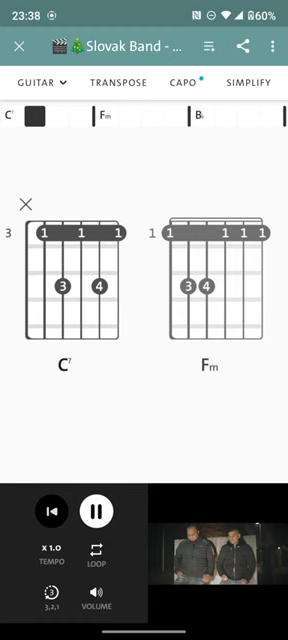 23:38 60%
🎬🎄Slovak Band - ...
GUITAR TRANSPOSE CAPO SIMPLIFY
C7 Fm B♭
3 1 1 1 1 1 1 1 1
3 4 3 4
C7 Fm
x 1.0
TEMPO LOOP
3
3,2,1 VOLUME